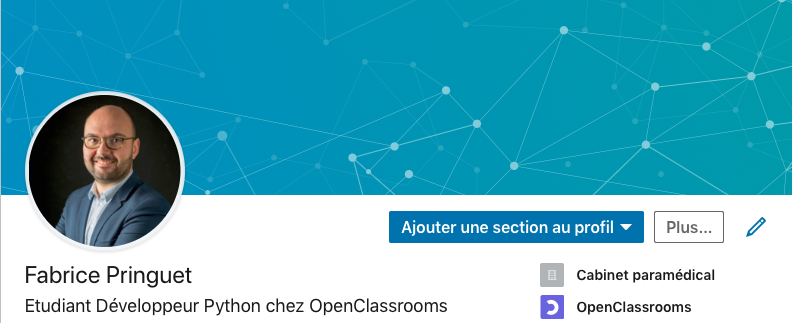 Ajouter une section au profil
Plus...
Fabrice Pringuet
Cabinet paramédical
Etudiant Développeur Python chez OpenClassrooms
OpenClassrooms